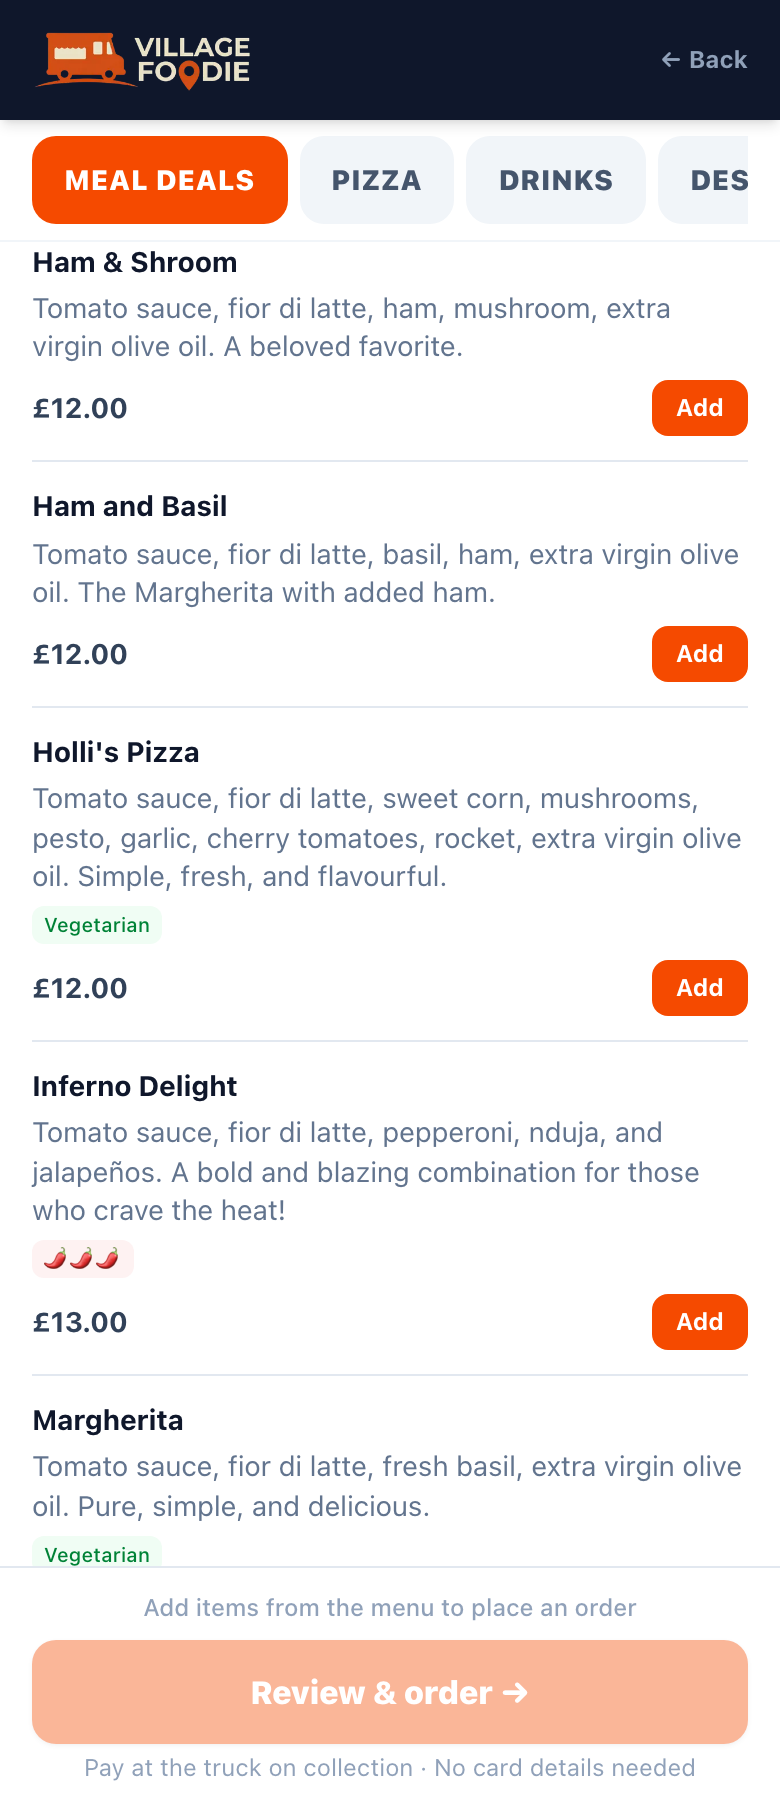 VILLAGE
FOODIE
← Back
MEAL DEALS
PIZZA
DRINKS
DES
Ham & Shroom
Tomato sauce, fior di latte, ham, mushroom, extra
virgin olive oil. A beloved favorite.
£12.00
Add
Ham and Basil
Tomato sauce, fior di latte, basil, ham, extra virgin olive
oil. The Margherita with added ham.
£12.00
Add
Holli's Pizza
Tomato sauce, fior di latte, sweet corn, mushrooms,
pesto, garlic, cherry tomatoes, rocket, extra virgin olive
oil. Simple, fresh, and flavourful.
Vegetarian
£12.00
Add
Inferno Delight
Tomato sauce, fior di latte, pepperoni, nduja, and
jalapeños. A bold and blazing combination for those
who crave the heat!
🌶️🌶️🌶️
£13.00
Add
Margherita
Tomato sauce, fior di latte, fresh basil, extra virgin olive
oil. Pure, simple, and delicious.
Vegetarian
Add items from the menu to place an order
Review & order →
Pay at the truck on collection · No card details needed